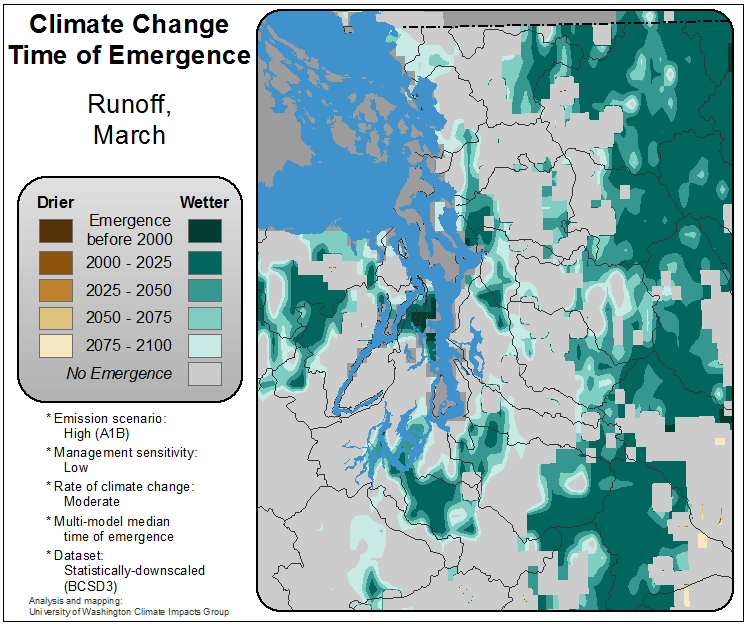 Climate Change
Time of Emergence
Runoff,
March
Drier Wetter
Emergence
before 2000
2000 - 2025
2025 - 2050
2050 - 2075
2075 - 2100
No Emergence
* Emission scenario:
High (A1B)
* Management sensitivity:
Low
* Rate of climate change:
Moderate
* Multi-model median
time of emergence
* Dataset:
Statistically-downscaled
(BCSD3)
Analysis and mapping:
University of Washington Climate Impacts Group